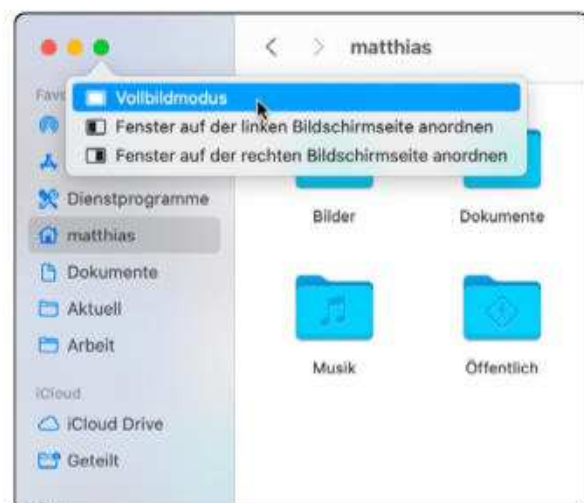 matthias
Favo
Vollbildmodus
Fenster auf der linken Bildschirmseite anordnen
Fenster auf der rechten Bildschirmseite anordnen
Dienstprogramme
matthias
Dokumente
Aktuell
Arbeit
iCloud
iCloud Drive
Geteilt
Bilder
Dokumente
Musik
Öffentlich